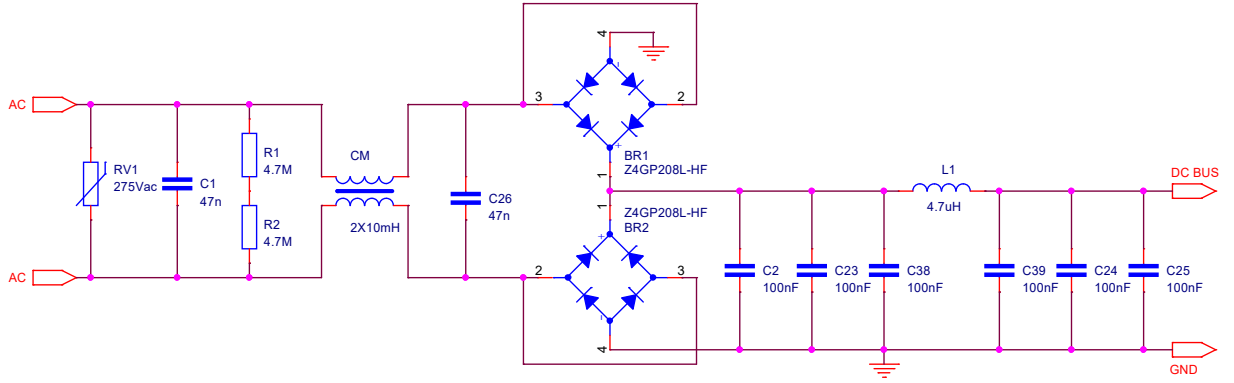 4
AC
3
2
R1
4.7M
CM
BR1
Z4GP208L-HF
RV1
275Vac
C1
47n
C26
47n
1
L1
DC BUS
1
Z4GP208L-HF
BR2
4.7uH
R2
4.7M
2X10mH
AC
2
3
C2
100nF
C23
100nF
C38
100nF
C39
100nF
C24
100nF
C25
100nF
4
GND